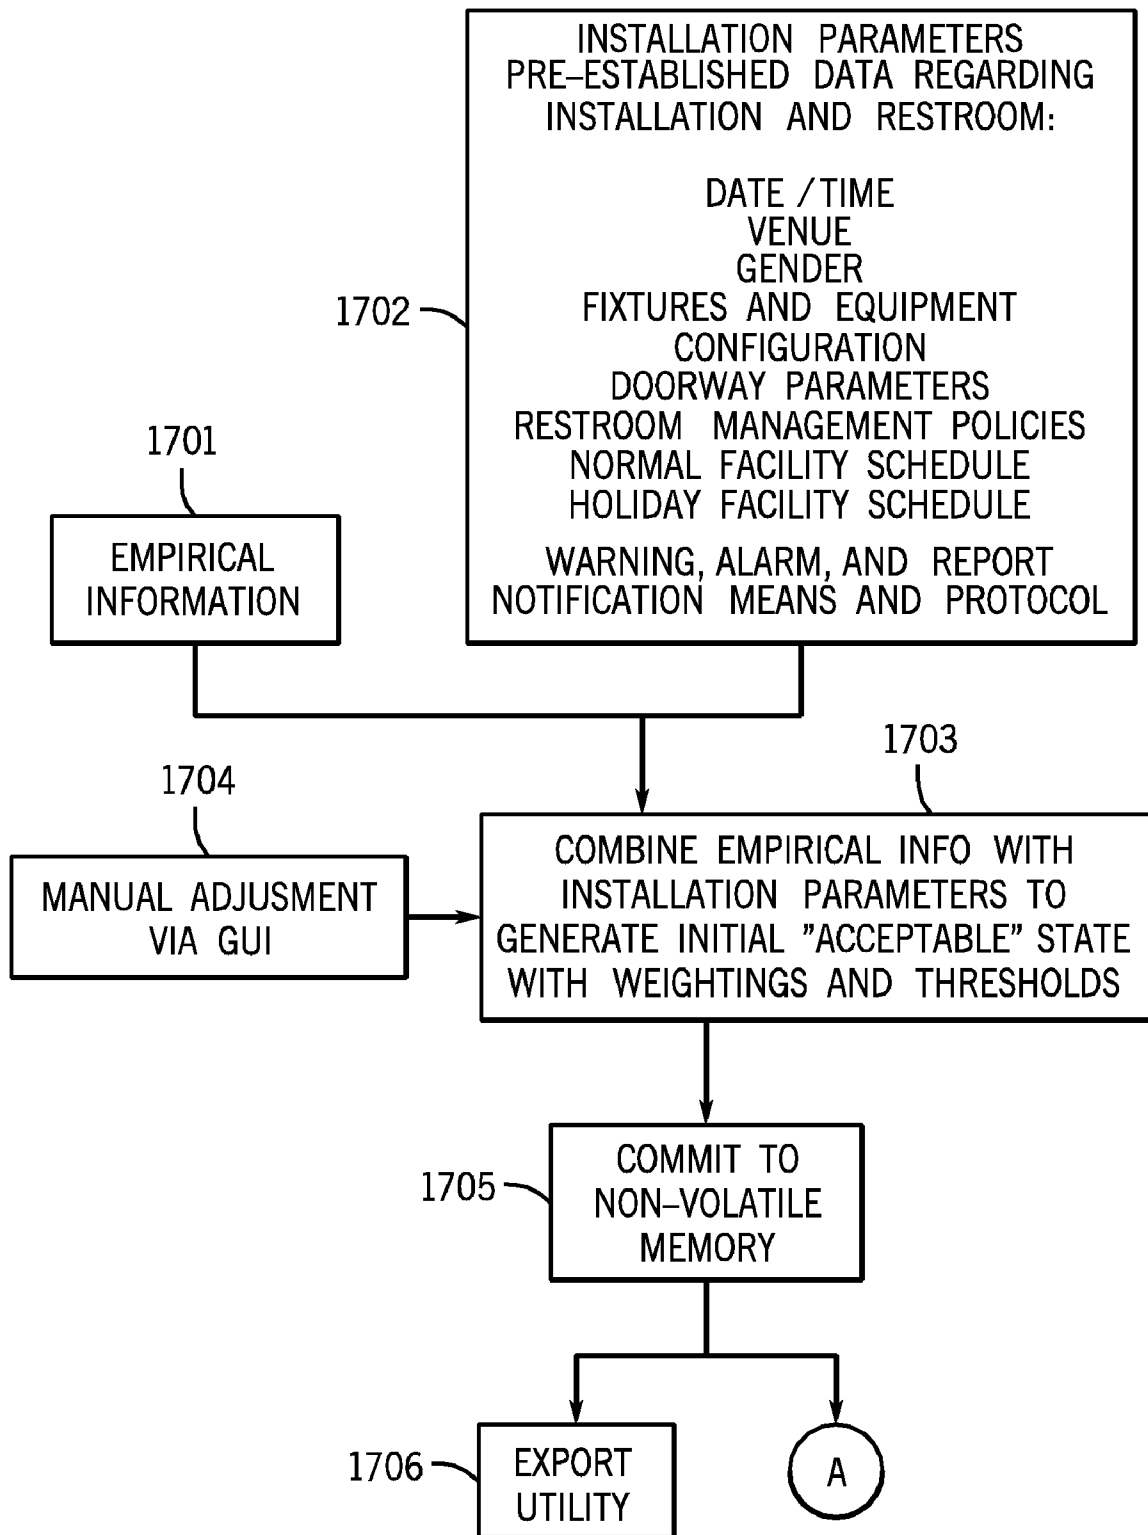 INSTALLATION PARAMETERS
PRE–ESTABLISHED DATA REGARDING
INSTALLATION AND RESTROOM:
DATE / TIME
VENUE
GENDER
FIXTURES AND EQUIPMENT
CONFIGURATION
DOORWAY PARAMETERS
RESTROOM MANAGEMENT POLICIES
NORMAL FACILITY SCHEDULE
HOLIDAY FACILITY SCHEDULE
WARNING, ALARM, AND REPORT
NOTIFICATION MEANS AND PROTOCOL
1702
1701
EMPIRICAL
INFORMATION
1703
1704
COMBINE EMPIRICAL INFO WITH
INSTALLATION PARAMETERS TO
GENERATE INITIAL ”ACCEPTABLE” STATE
WITH WEIGHTINGS AND THRESHOLDS
MANUAL ADJUSMENT
VIA GUI
COMMIT TO
NON–VOLATILE
MEMORY
1705
1706
EXPORT
UTILITY
A